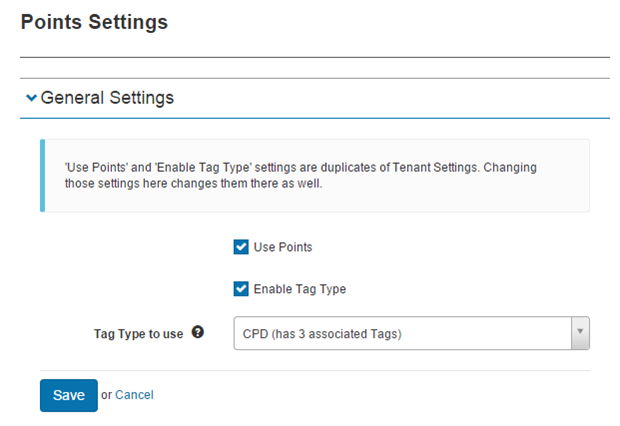 Points Settings
General Settings
'Use Points' and 'Enable Tag Type' settings are duplicates of Tenant Settings. Changing
those settings here changes them there as well.
Use Points
Enable Tag Type
Tag Type to use ? CPD (has 3 associated Tags)
Save or Cancel